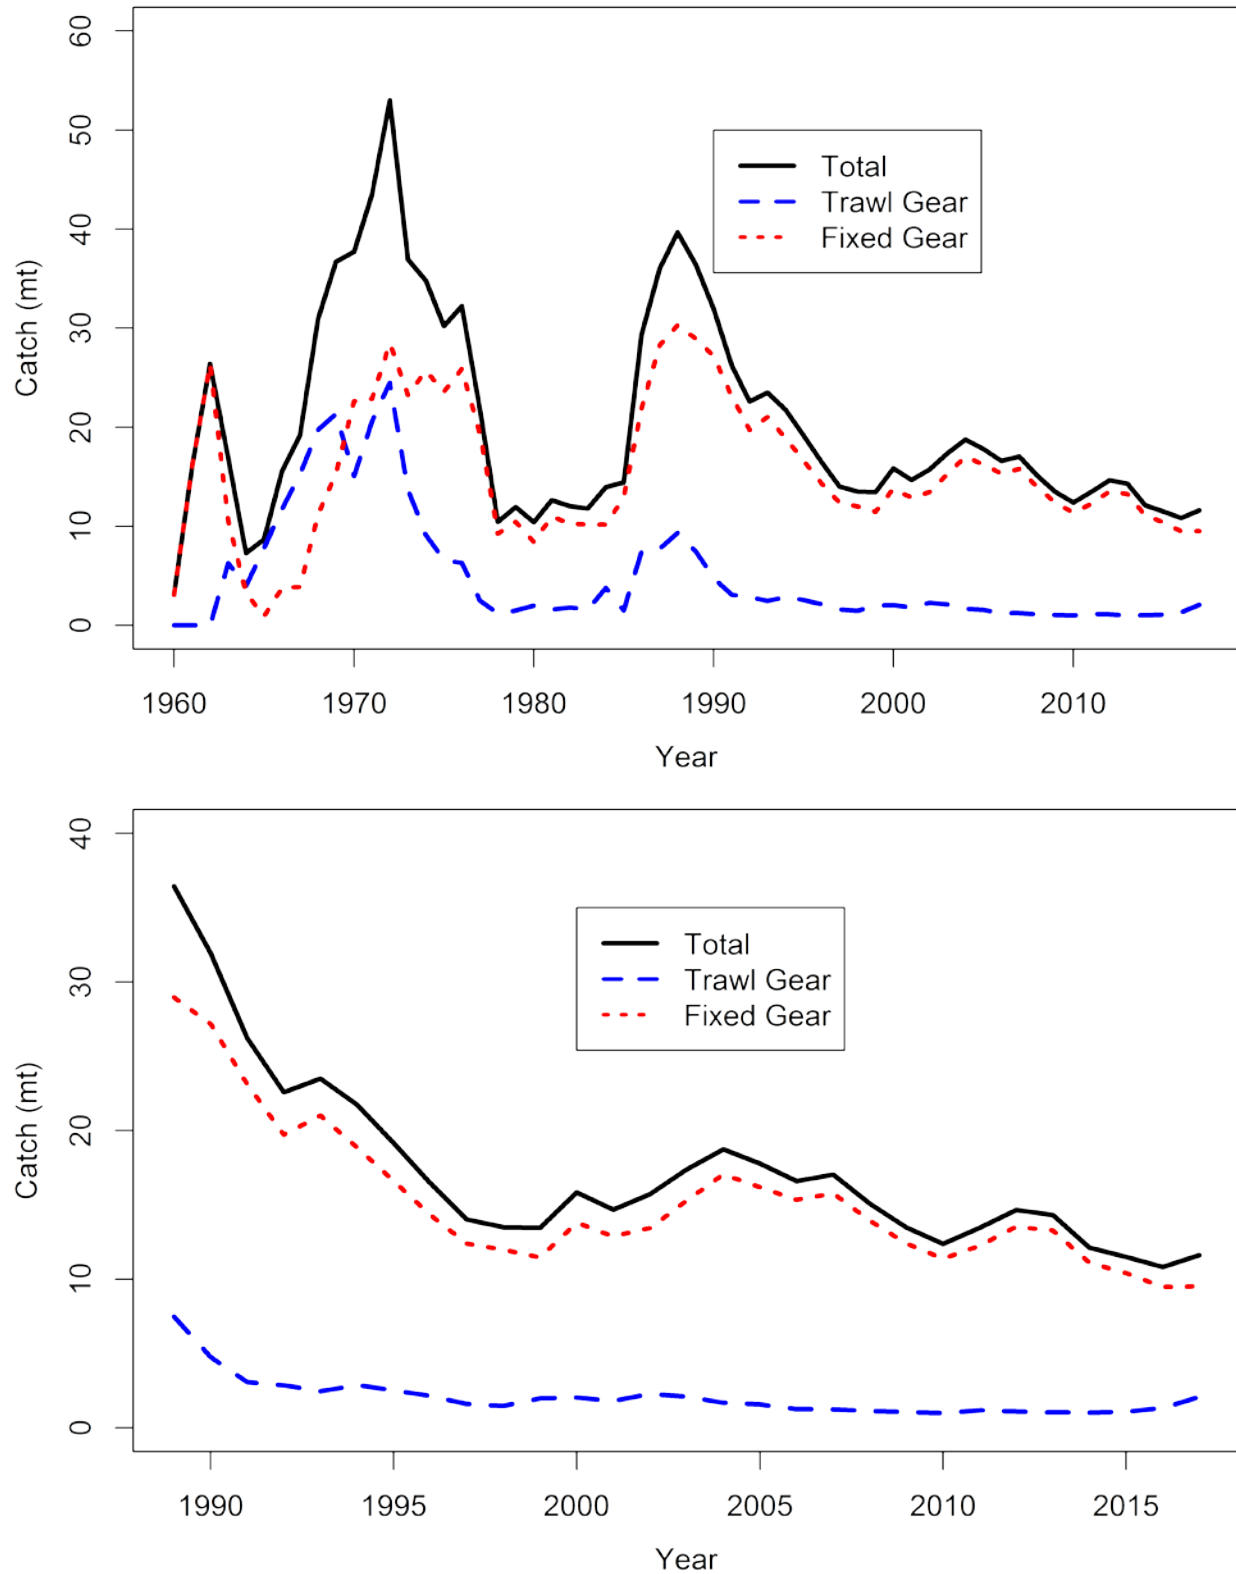 60
50
40
30
20
10
0
Catch (mt)
Total
Trawl Gear
Fixed Gear
1960 1970 1980 1990 2000 2010
Year
40
30
20
10
0
Catch (mt)
Total
Trawl Gear
Fixed Gear
1990 1995 2000 2005 2010 2015
Year